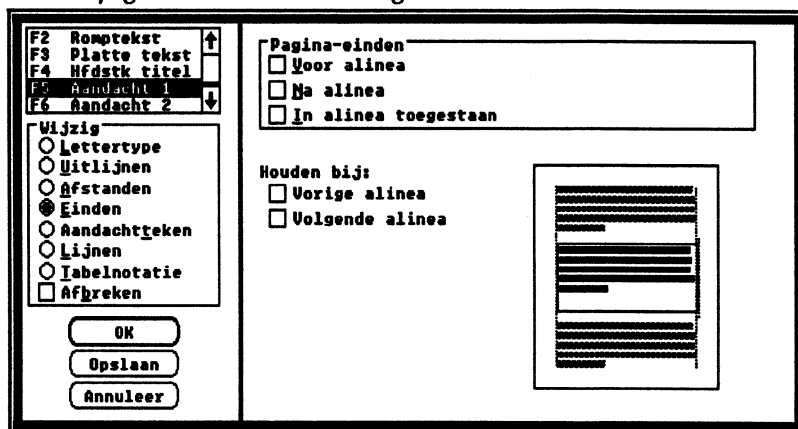 F2 Romptekst
F3 Platte tekst
F4 Hfdstk titel
F5 Aandacht 1
F6 Aandacht 2
Wijzig
Lettertype
Uitlijnen
Afstanden
Einden
Aandachtteken
Lijnen
Tabelnotatie
Afbreken
OK
Opslaan
Annuleer
Pagina-einden
Voor alinea
Na alinea
In alinea toegestaan
Houden bij:
Vorige alinea
Volgende alinea